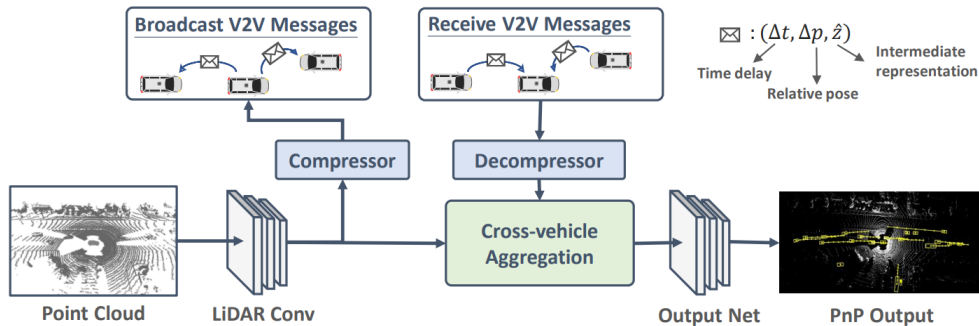 Broadcast V2V Messages
Receive V2V Messages
: (Δt, Δp, ẑ)
Time delay
Relative pose
Intermediate
representation
Compressor
Decompressor
Cross-vehicle
Aggregation
Point Cloud
LiDAR Conv
Output Net
PnP Output